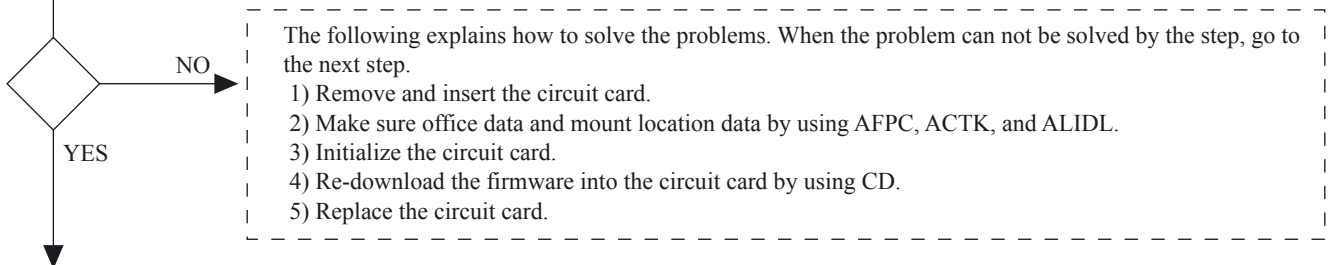 NO
The following explains how to solve the problems. When the problem can not be solved by the step, go to
the next step.
1) Remove and insert the circuit card.
2) Make sure office data and mount location data by using AFPC, ACTK, and ALIDL.
3) Initialize the circuit card.
4) Re-download the firmware into the circuit card by using CD.
5) Replace the circuit card.
YES